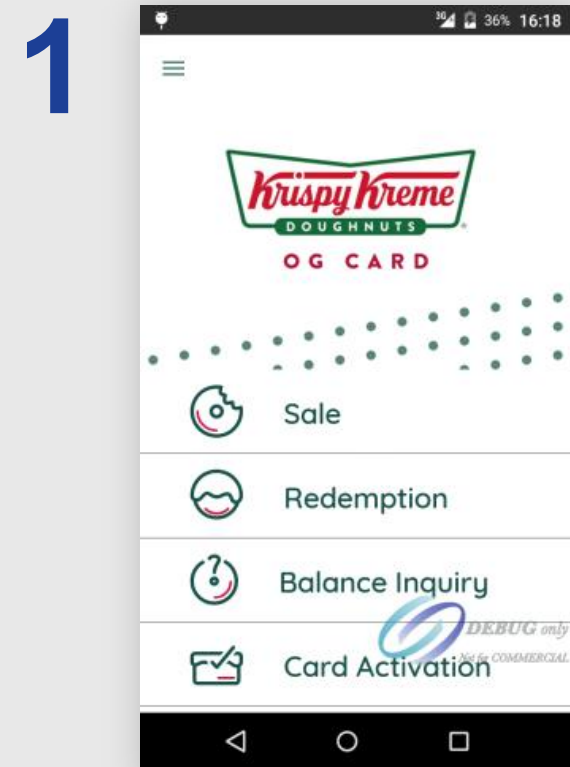 1
3G 36% 16:18
Krispy Kreme
DOUGHNUTS
OG CARD
Sale
Redemption
Balance Inquiry
DEBUG only
Not for COMMERCIAL
Card Activation